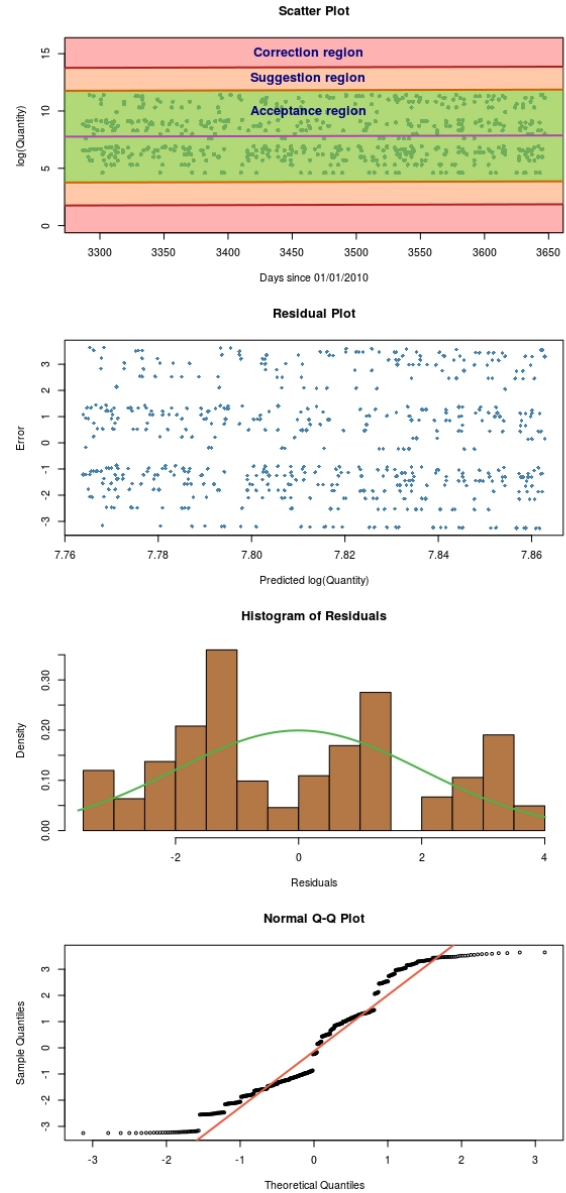 Scatter Plot
Correction region
Suggestion region
Acceptance region
log(Quantity)
15
10
5
0
3300 3350 3400 3450 3500 3550 3600 3650
Days since 01/01/2010
Residual Plot
Error
3
2
1
0
-1
-2
-3
7.76 7.78 7.80 7.82 7.84 7.86
Predicted log(Quantity)
Histogram of Residuals
Density
0.30
0.20
0.10
0.00
-2 0 2 4
Residuals
Normal Q-Q Plot
Sample Quantiles
3
2
1
0
-1
-2
-3
-3 -2 -1 0 1 2 3
Theoretical Quantiles